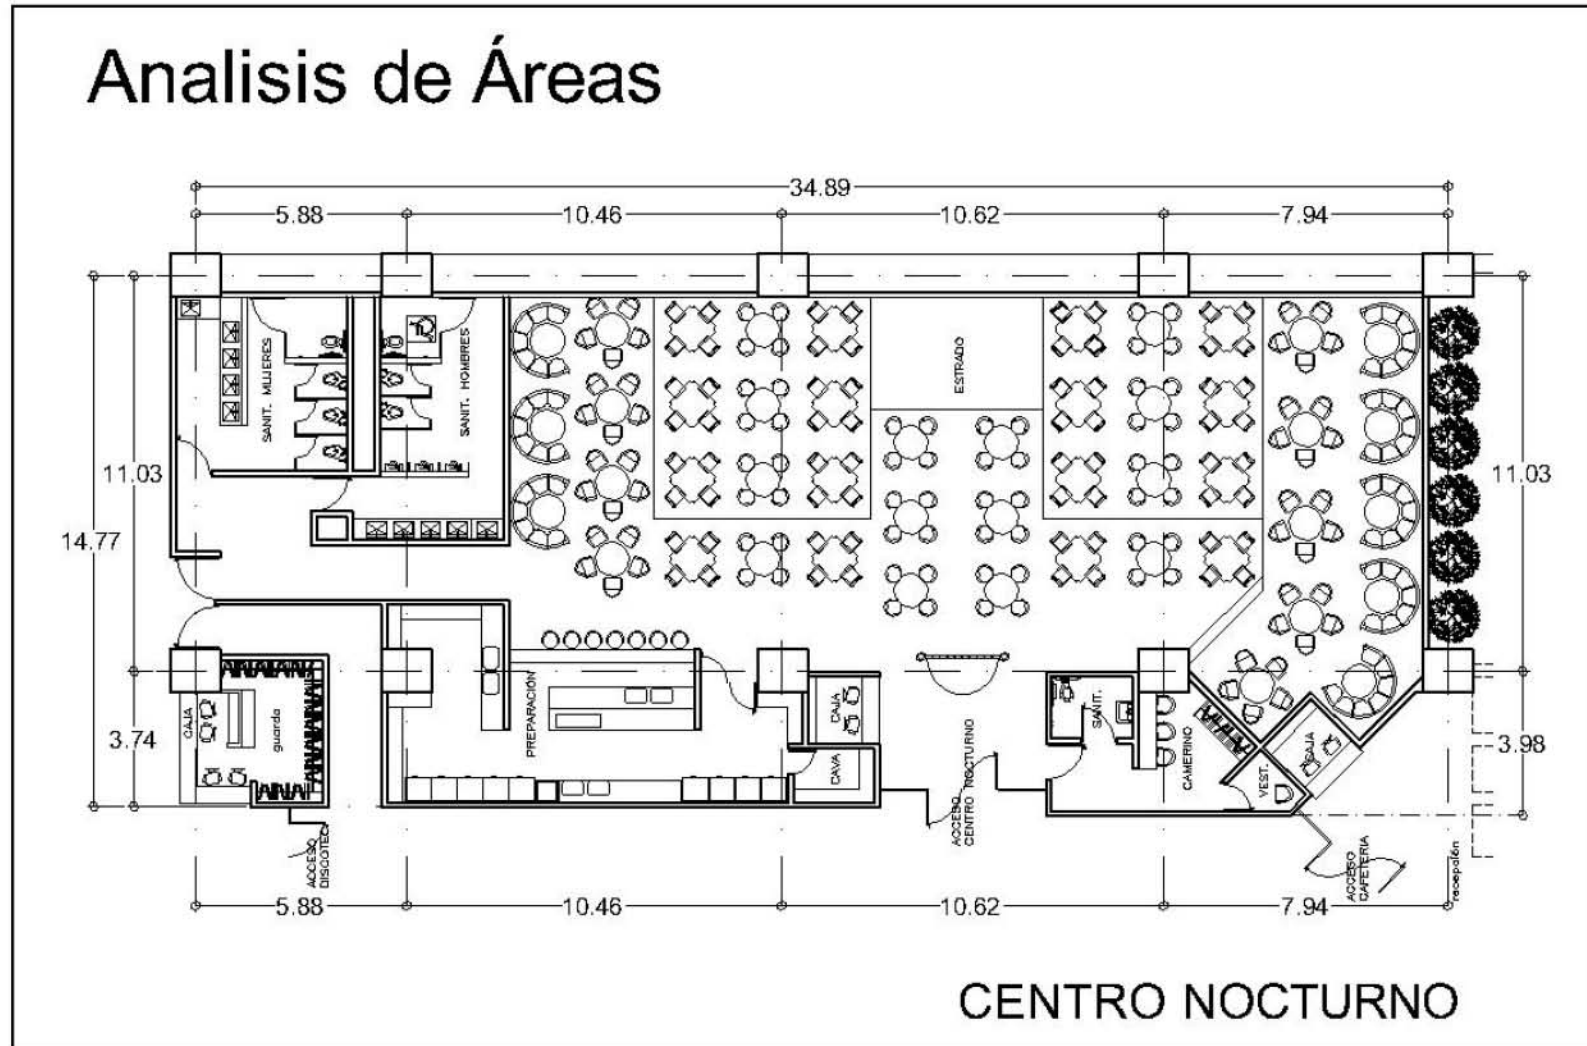 Analisis de Áreas
34.89
5.88 10.46 10.62 7.94
SANIT. MUJERES
SANIT. HOMBRES
ESTRADO
11.03
11.03
14.77
3.74
3.98
CAJA
guarda
PREPARACIÓN
CAJA
CAVA
SANIT.
CAMERINO
VEST.
CAJA
ACCESO
DISCOTEC
ACCESO
CENTRO NOCTURNO
ACCESO
CAFETERIA
recepción
5.88 10.46 10.62 7.94
CENTRO NOCTURNO